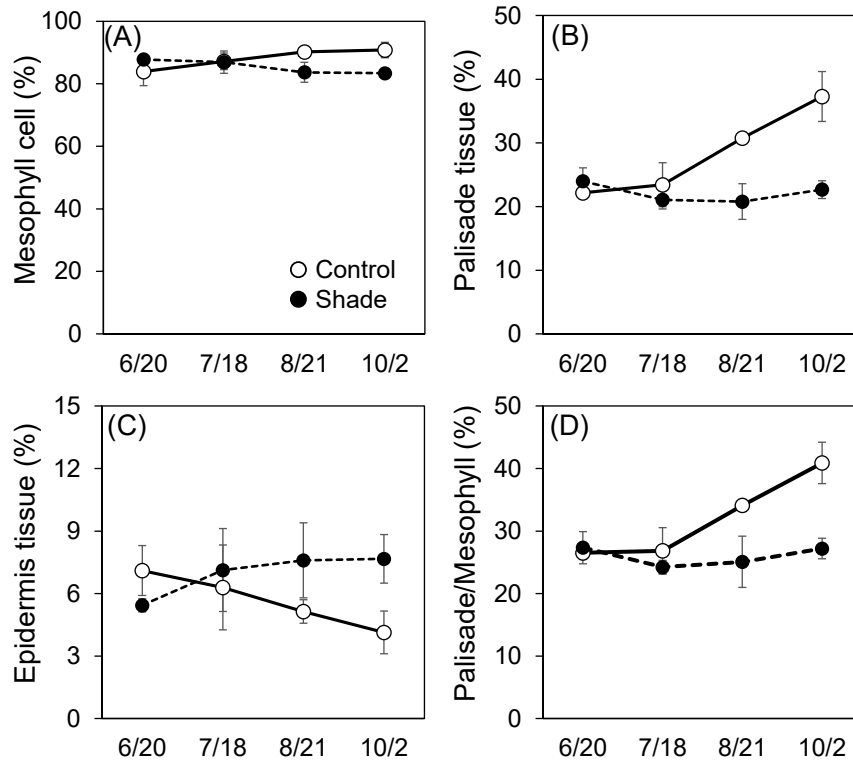 (A)
Mesophyll cell (%)
100
80
60
40
20
0
Control
Shade
6/20 7/18 8/21 10/2
(B)
Palisade tissue (%)
50
40
30
20
10
0
6/20 7/18 8/21 10/2
(C)
Epidermis tissue (%)
15
12
9
6
3
0
6/20 7/18 8/21 10/2
(D)
Palisade/Mesophyll (%)
50
40
30
20
10
0
6/20 7/18 8/21 10/2